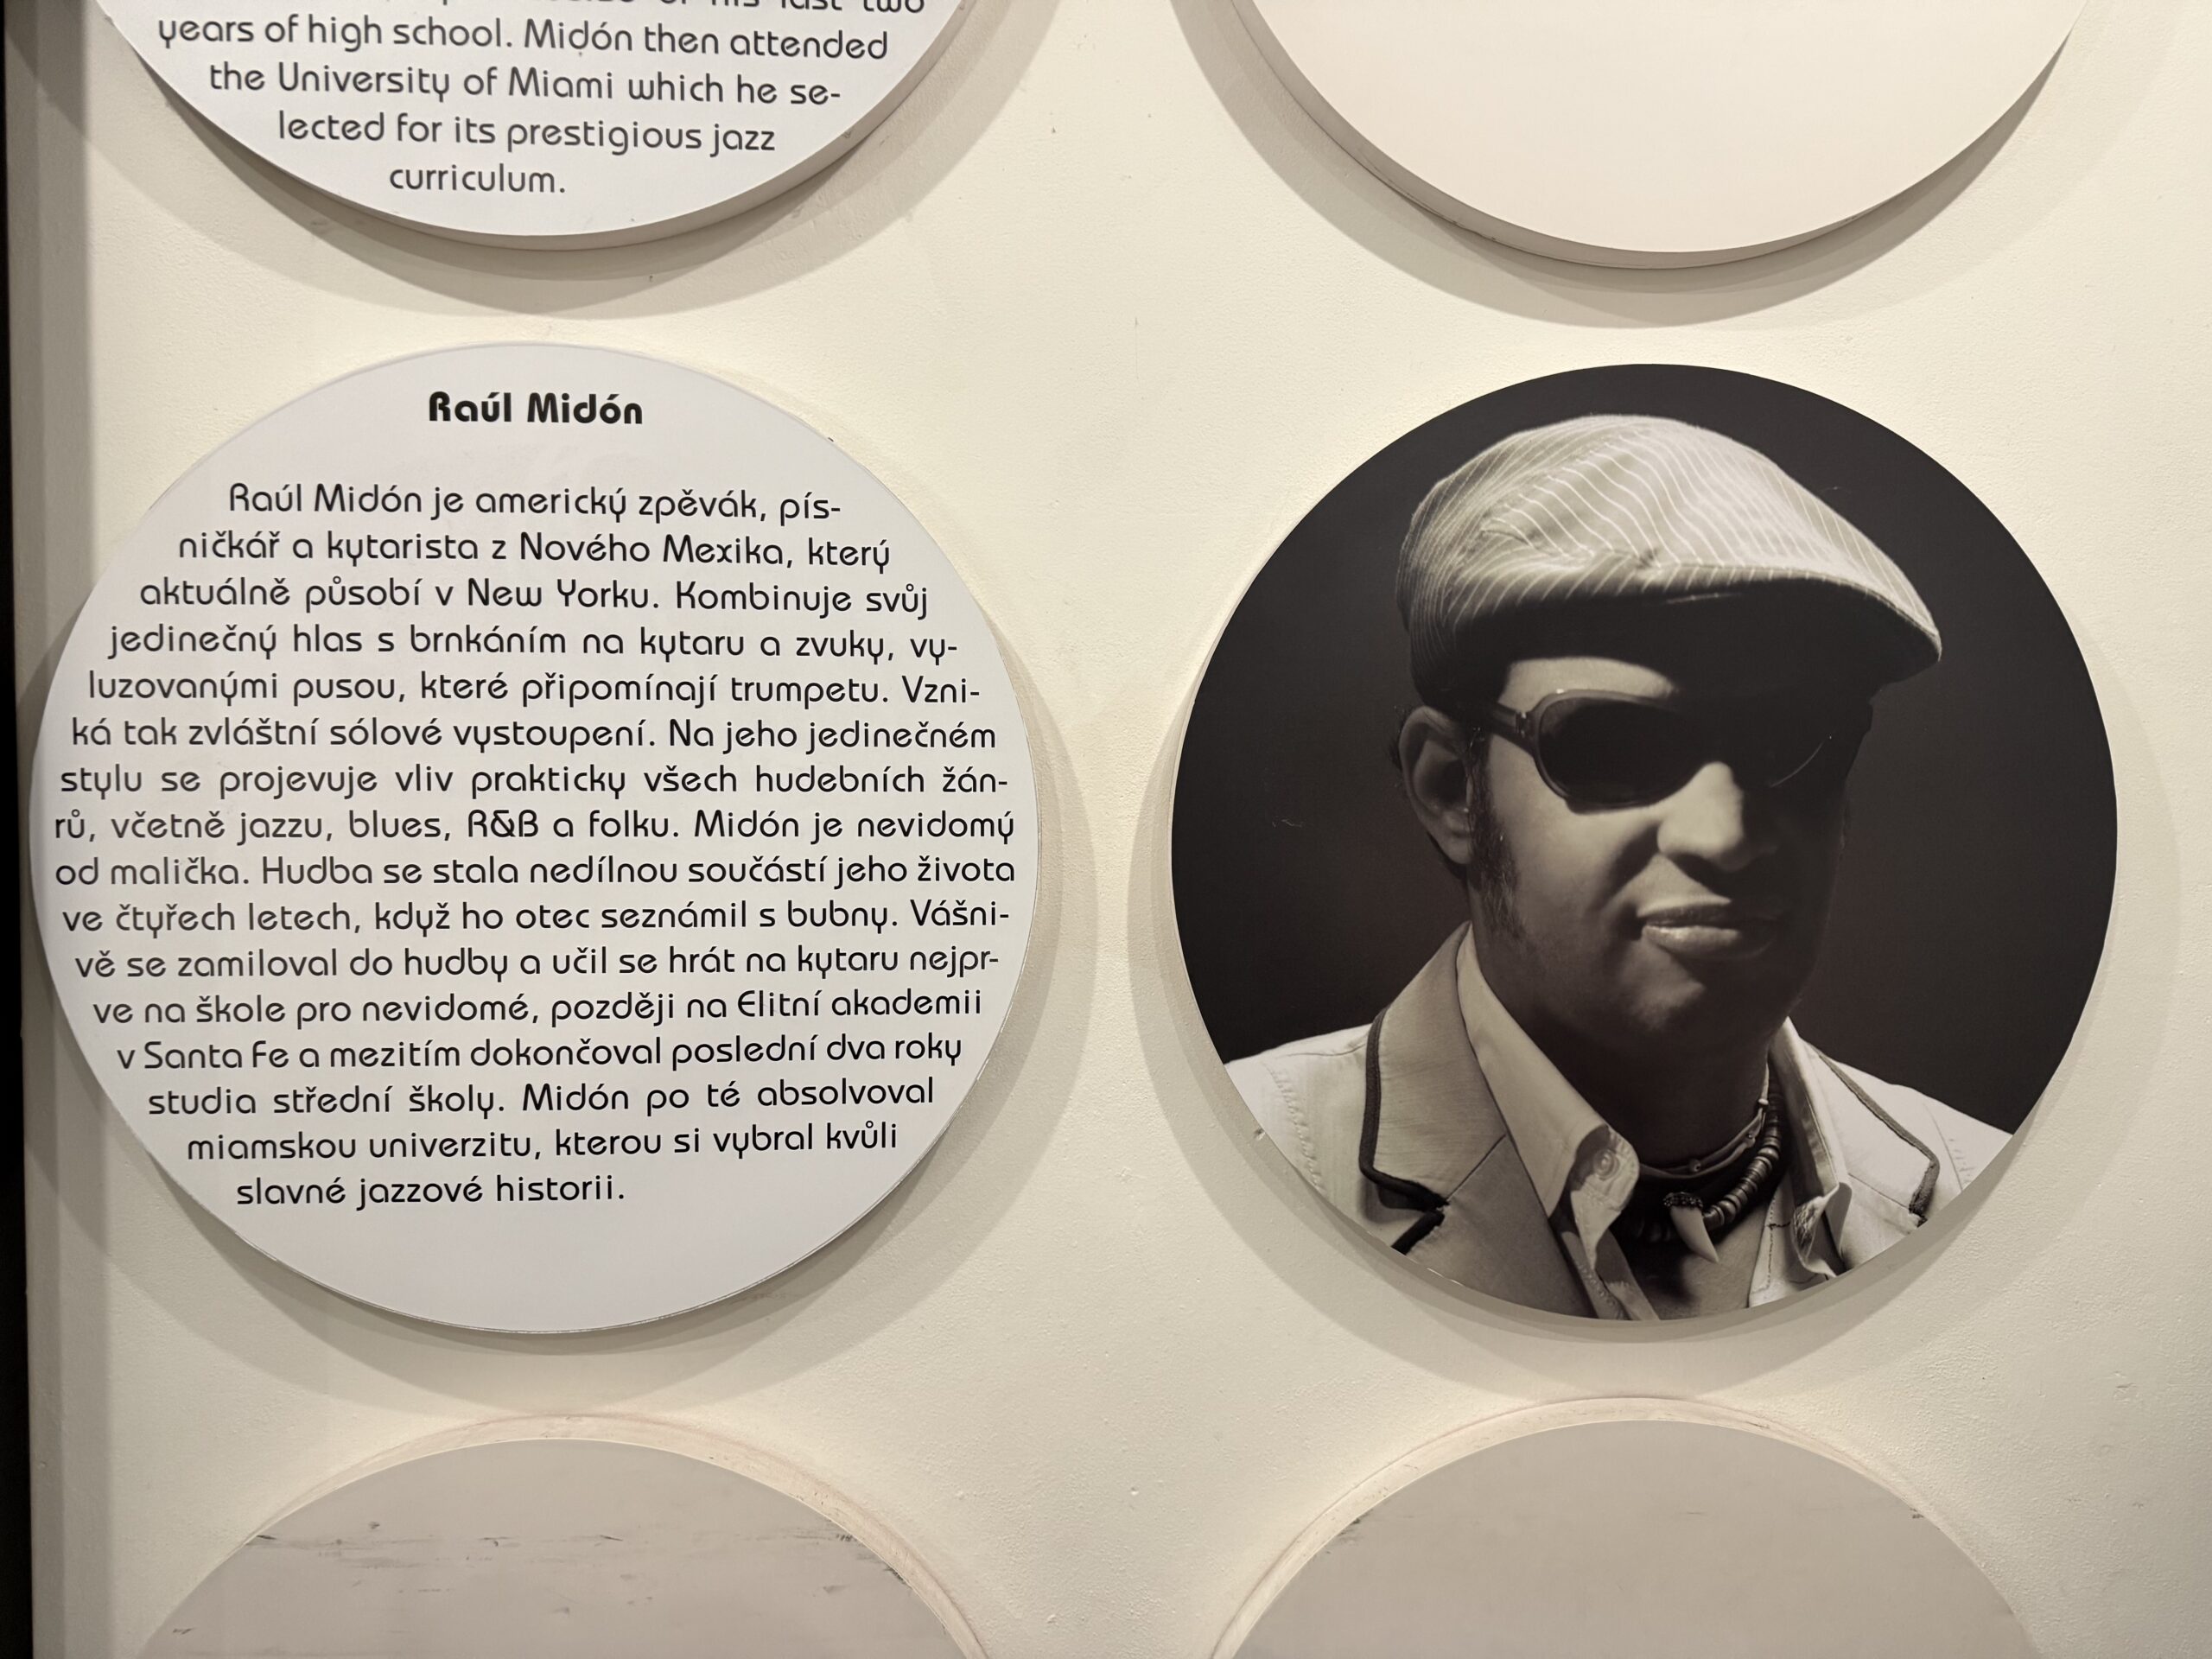 last two
years of high school. Midón then attended
the University of Miami which he se-
lected for its prestigious jazz
curriculum.
Raúl Midón
Raúl Midón je americký zpěvák, pís-
ničkář a kytarista z Nového Mexika, který
aktuálně působí v New Yorku. Kombinuje svůj
jedinečný hlas s brnkáním na kytaru a zvuky, vy-
luzovanými pusou, které připomínají trumpetu. Vzni-
ká tak zvláštní sólové vystoupení. Na jeho jedinečném
stylu se projevuje vliv prakticky všech hudebních žán-
rů, včetně jazzu, blues, R&B a folku. Midón je nevidomý
od malička. Hudba se stala nedílnou součástí jeho života
ve čtyřech letech, když ho otec seznámil s bubny. Vášni-
vě se zamiloval do hudby a učil se hrát na kytaru nejpr-
ve na škole pro nevidomé, později na Elitní akademii
v Santa Fe a mezitím dokončoval poslední dva roky
studia střední školy. Midón po té absolvoval
miamskou univerzitu, kterou si vybral kvůli
slavné jazzové historii.